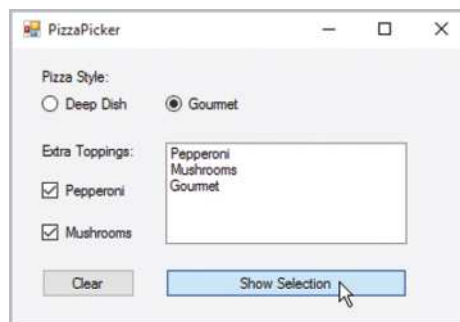 PizzaPicker
Pizza Style:
Deep Dish
Gourmet
Extra Toppings:
Pepperoni
Mushrooms
Gourmet
Pepperoni
Mushrooms
Clear
Show Selection